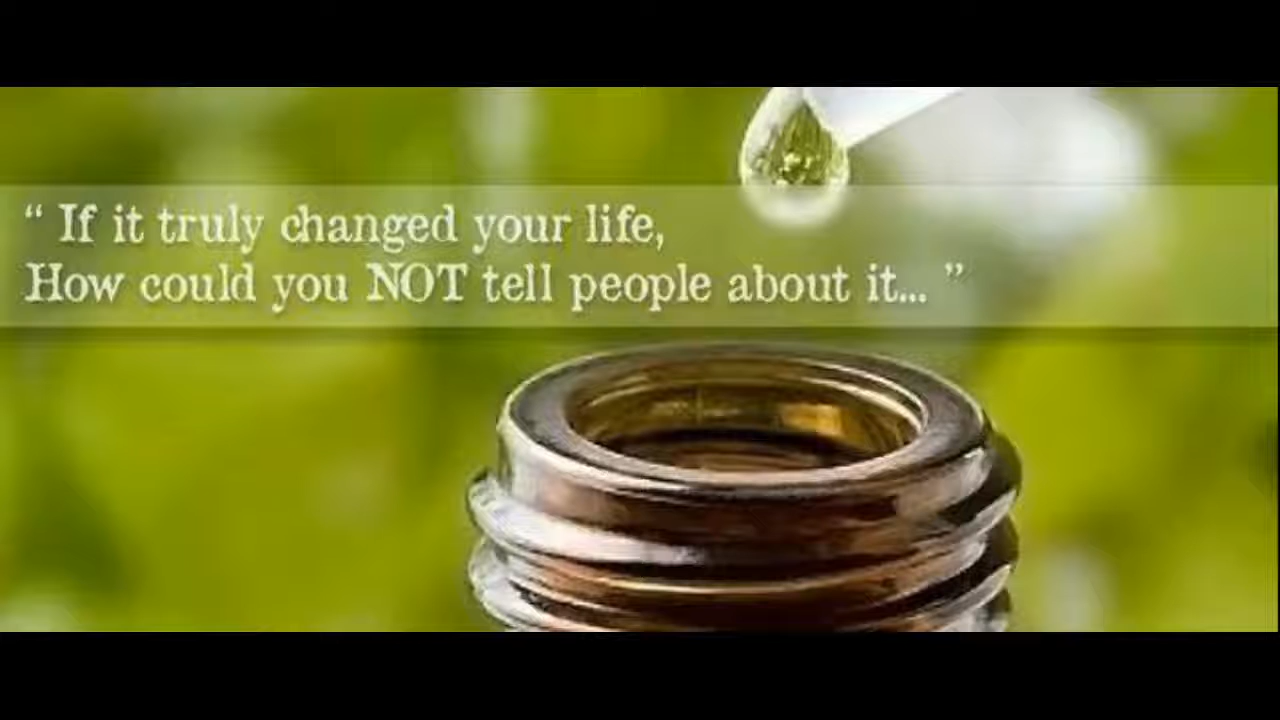 “ If it truly changed your life,
How could you NOT tell people about it... ”